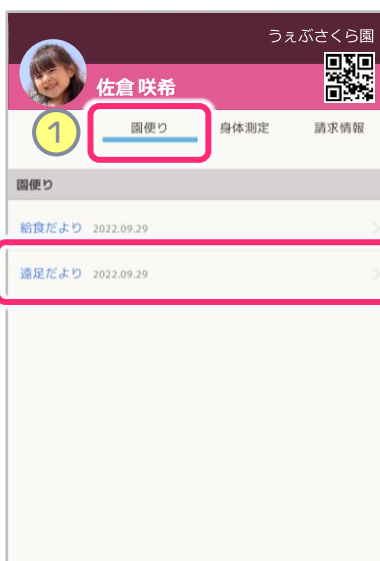 うぇぶさくら園
佐倉 咲希
1
園便り 身体測定 請求情報
園便り
給食だより 2022.09.29
遠足だより 2022.09.29